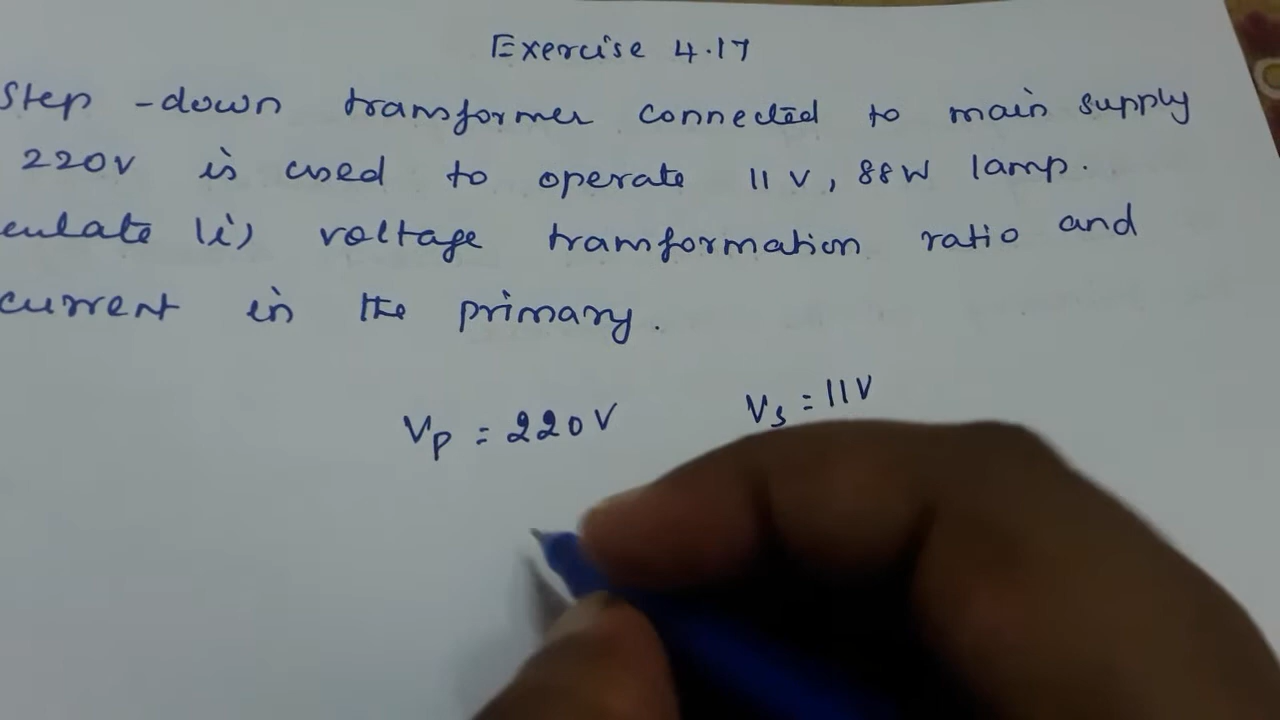 Exercise 4.17
Step -down transformer connected to main supply
220V is used to operate 11 V, 88W lamp.
culate (i) voltage transformation ratio and
current in the primary.
Vp = 220V Vs = 11V